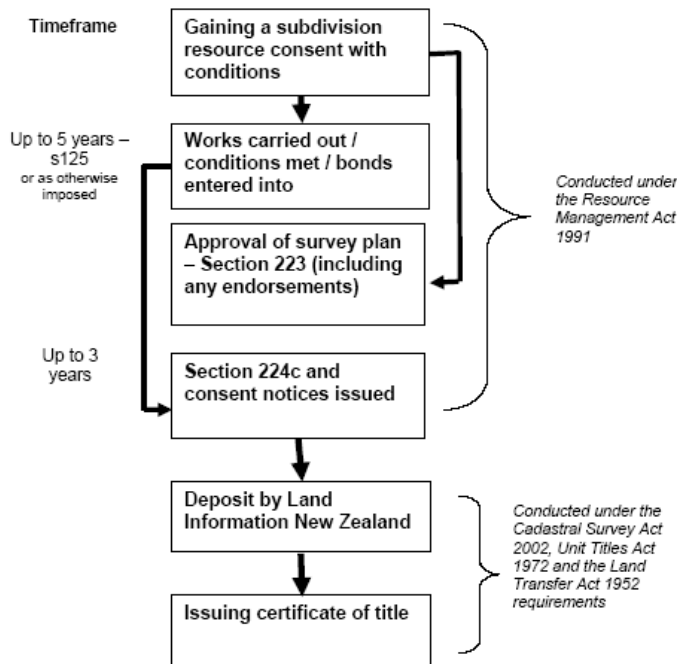 Timeframe
Gaining a subdivision
resource consent with
conditions
Up to 5 years –
s125
or as otherwise
imposed
Works carried out /
conditions met / bonds
entered into
Conducted under
the Resource
Management Act
1991
Approval of survey plan
– Section 223 (including
any endorsements)
Up to 3
years
Section 224c and
consent notices issued
Deposit by Land
Information New Zealand
Conducted under the
Cadastral Survey Act
2002, Unit Titles Act
1972 and the Land
Transfer Act 1952
requirements
Issuing certificate of title